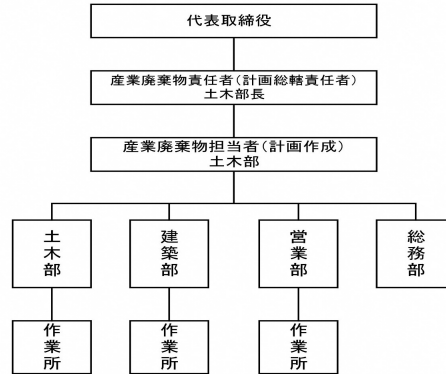 代表取締役
産業廃棄物責任者(計画総轄責任者)
土木部長
産業廃棄物担当者(計画作成)
土木部
土木部
建築部
営業部
総務部
作業所
作業所
作業所